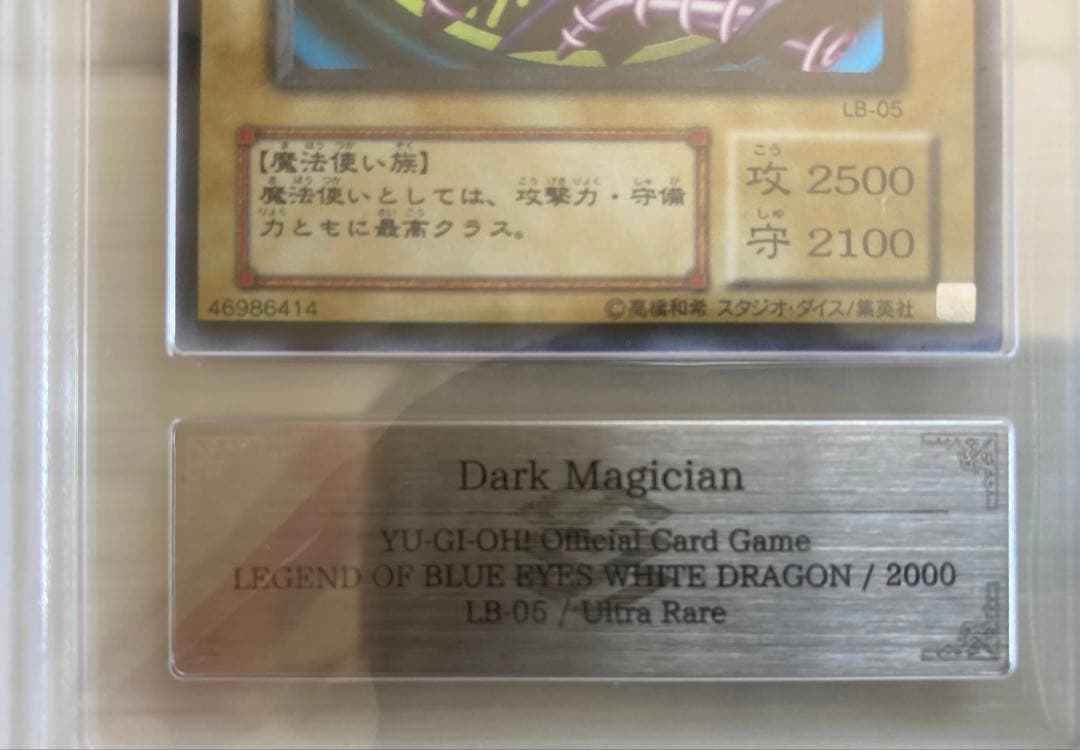 LB-05
【魔法使い族】
魔法使いとしては、攻撃力・守備
力ともに最高クラス。
攻 2500
守 2100
46986414
©高橋和希 スタジオ・ダイス/集英社
Dark Magician
YU-GI-OH! Official Card Game
LEGEND OF BLUE EYES WHITE DRAGON / 2000
LB-05 / Ultra Rare